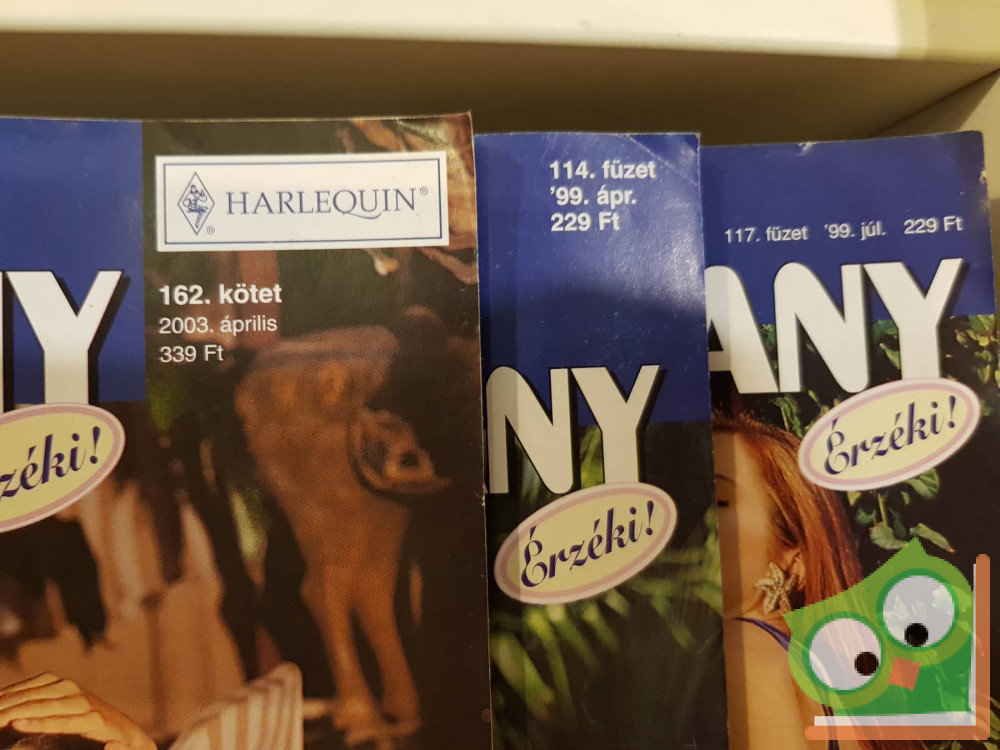 HARLEQUIN®
®
162. kötet
2003. április
339 Ft
NY
zéki!
114. füzet
'99. ápr.
229 Ft
NY
Érzéki!
117. füzet '99. júl. 229 Ft
ANY
Érzéki!